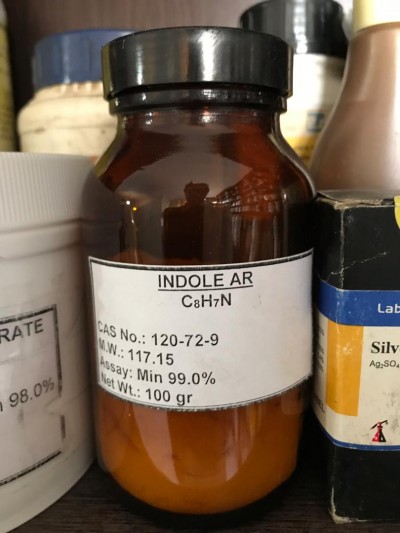 INDOLE AR
C₈H₇N
CAS No.: 120-72-9
M.W.: 117.15
Assay: Min 99.0%
Net Wt.: 100 gr
RATE
98.0%
Lab
Silv
Ag₂SO₄